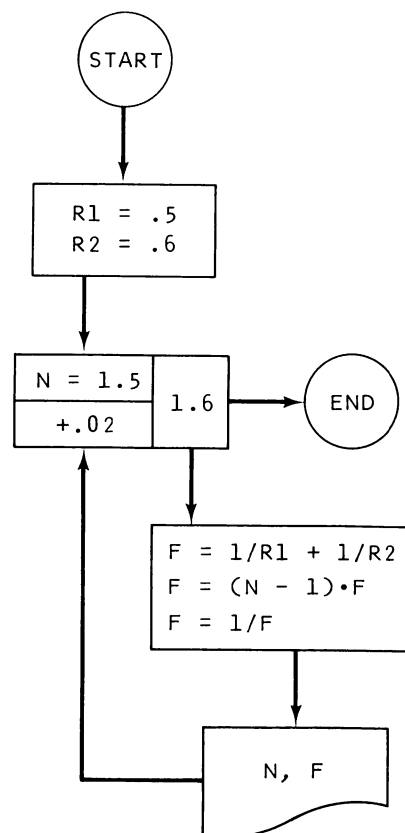 START
R1 = .5
R2 = .6
N = 1.5
+.02
1.6
END
F = 1/R1 + 1/R2
F = (N - 1)•F
F = 1/F
N, F